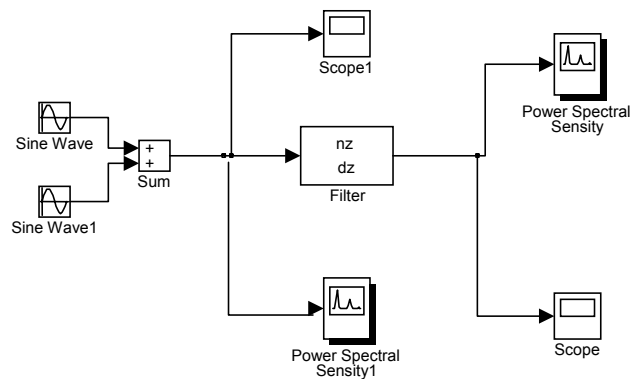 Scope1
Power Spectral
Sensity
Sine Wave
+
+
Sum
nz
dz
Filter
Sine Wave1
Power Spectral
Sensity1
Scope